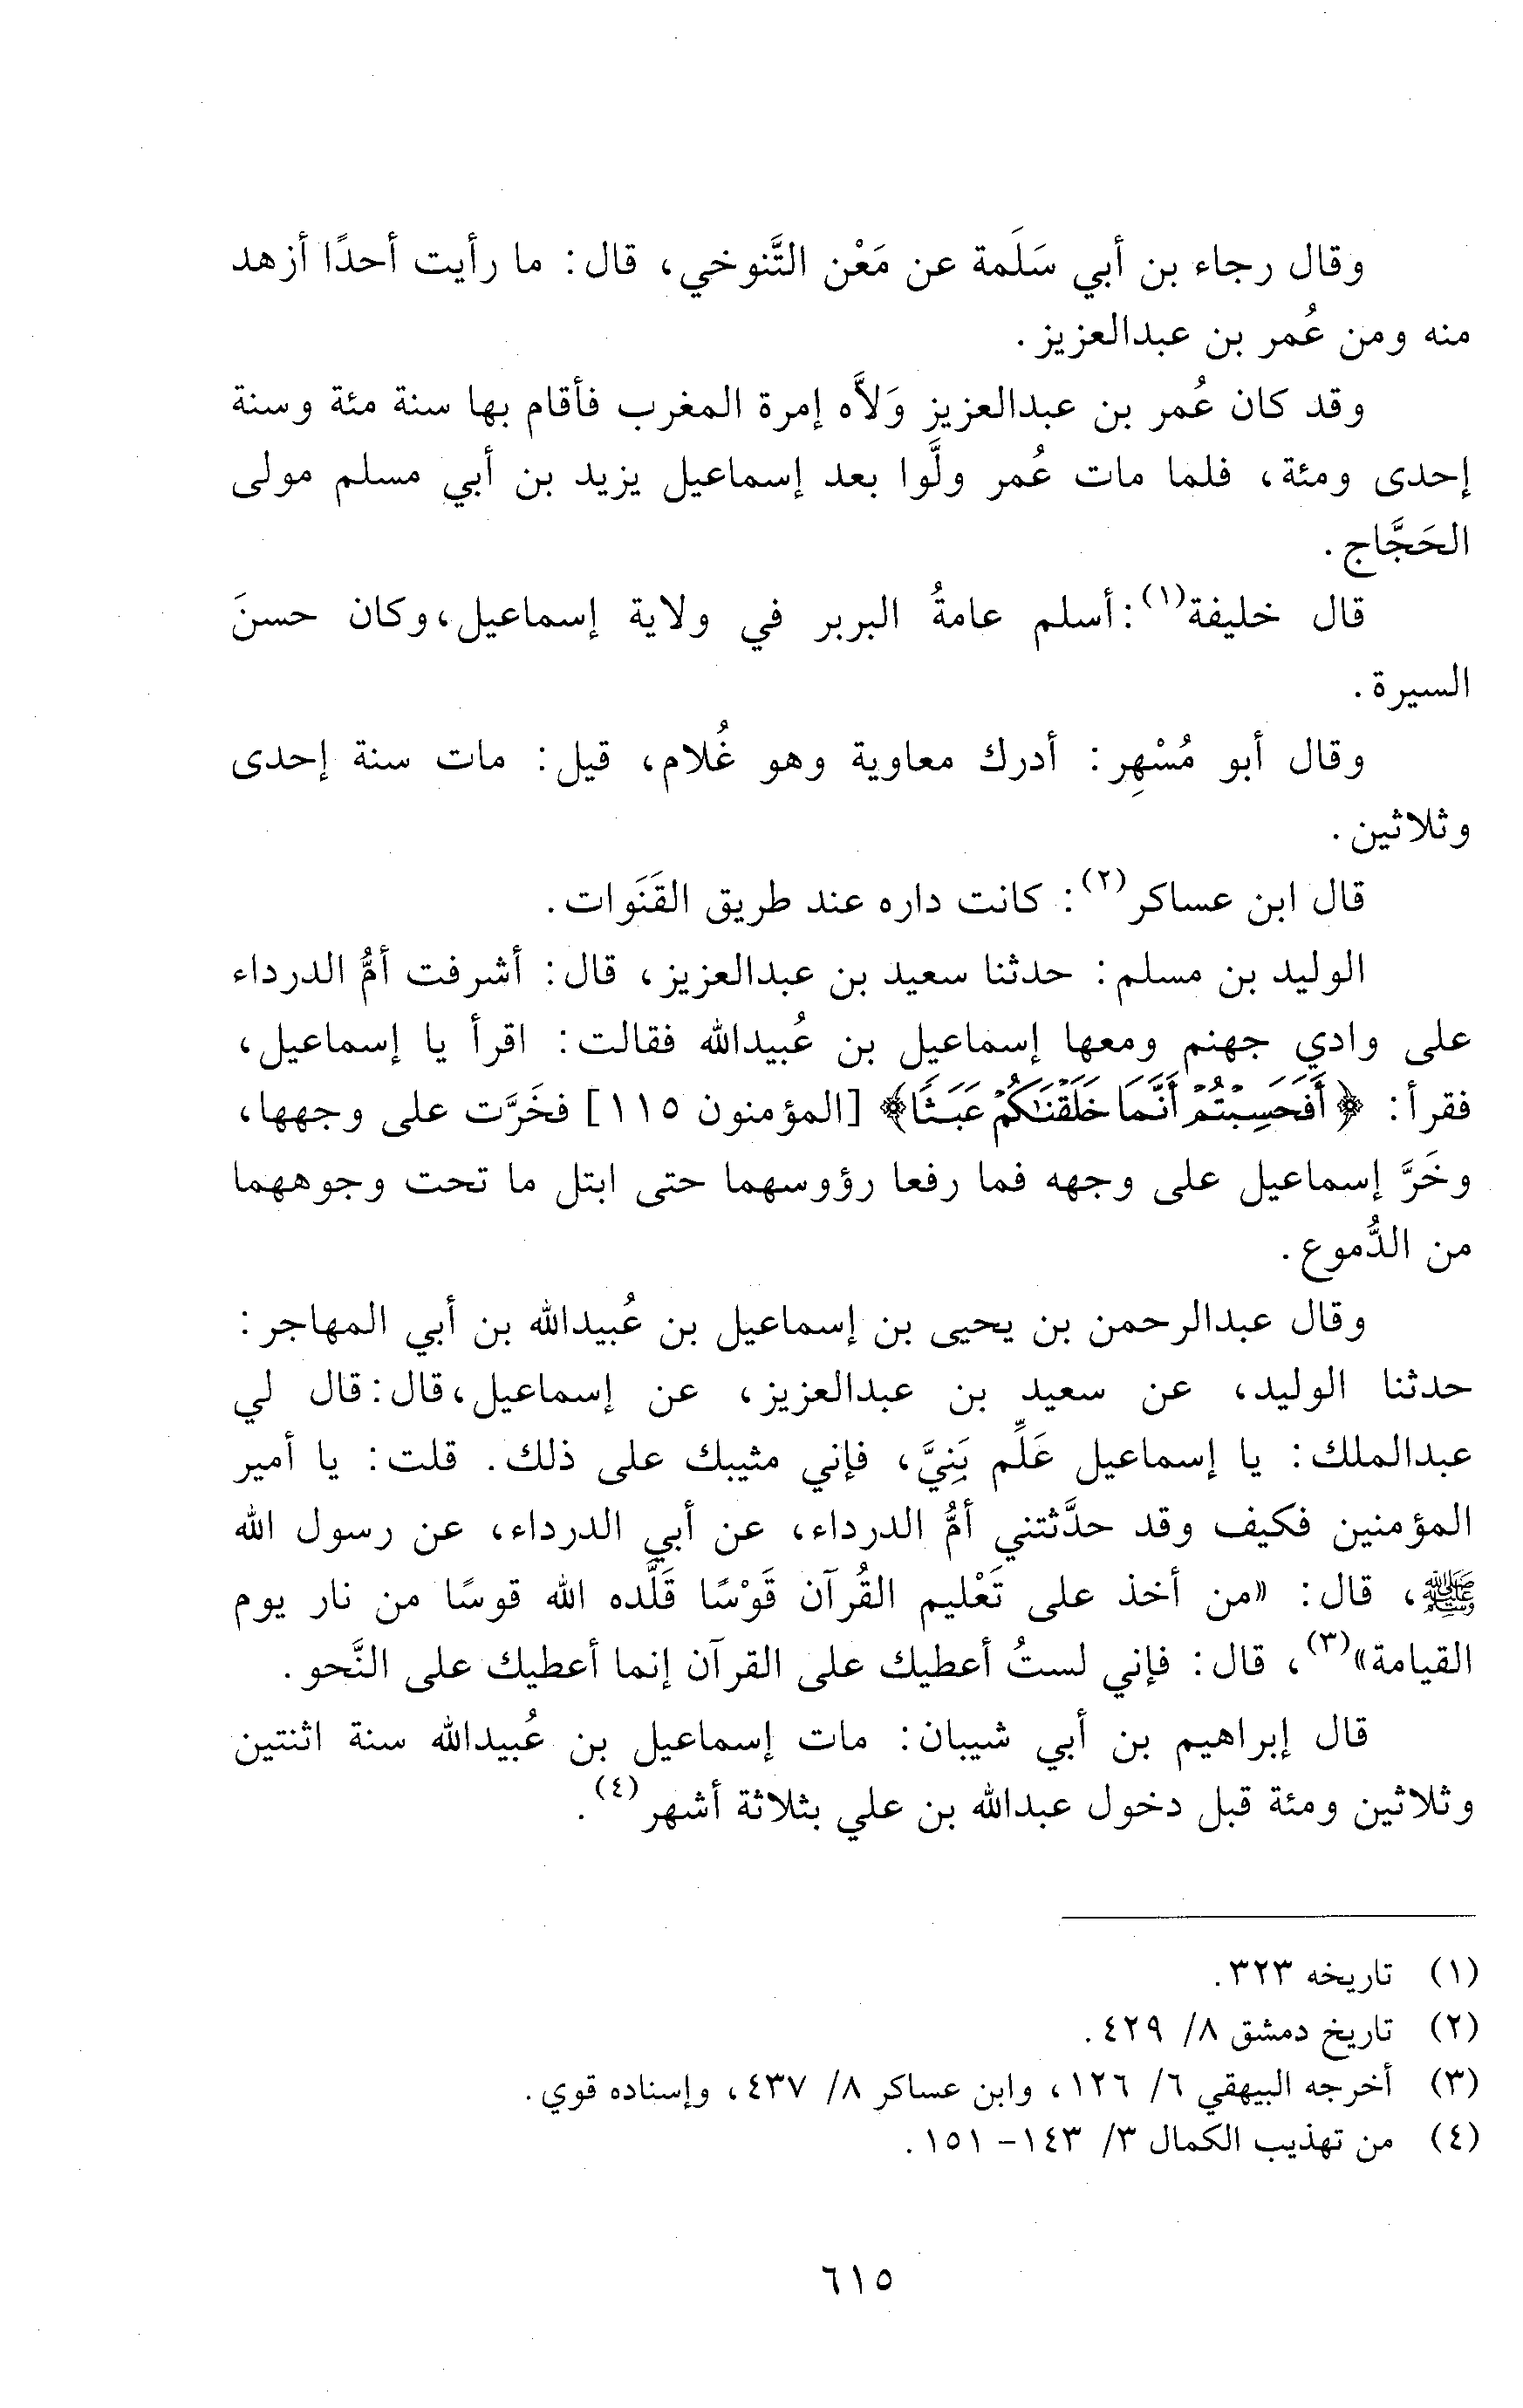 وقال رجاء بن أبي سَلَمة عن مَعْن التَّنوخي، قال: ما رأيت أحدًا أزهد
منه ومن عُمر بن عبدالعزيز.
وقد كان عُمر بن عبدالعزيز وَلاَّه إمرة المغرب فأقام بها سنة مئة وسنة
إحدى ومئة، فلما مات عُمر ولَّوا بعد إسماعيل يزيد بن أبي مسلم مولى
الحَجَّاج.
قال خليفة(١): أسلم عامةُ البربر في ولاية إسماعيل، وكان حسنَ
السيرة.
وقال أبو مُسْهِر: أدرك معاوية وهو غُلام، قيل: مات سنة إحدى
وثلاثين.
قال ابن عساكر(٢): كانت داره عند طريق القَنَوات.
الوليد بن مسلم: حدثنا سعيد بن عبدالعزيز، قال: أشرفت أمُّ الدرداء
على وادي جهنم ومعها إسماعيل بن عُبيدالله فقالت: اقرأ يا إسماعيل،
فقرأ: ﴿أَفَحَسِبْتُمْ أَنَّمَا خَلَقْنَاكُمْ عَبَثًا﴾ [المؤمنون ١١٥] فخَرَّت على وجهها،
وخَرَّ إسماعيل على وجهه فما رفعا رؤوسهما حتى ابتل ما تحت وجوههما
من الدُّموع.
وقال عبدالرحمن بن يحيى بن إسماعيل بن عُبيدالله بن أبي المهاجر:
حدثنا الوليد، عن سعيد بن عبدالعزيز، عن إسماعيل، قال: قال لي
عبدالملك: يا إسماعيل عَلِّم بَنِيَّ، فإني مثيبك على ذلك. قلت: يا أمير
المؤمنين فكيف وقد حدَّثتني أمُّ الدرداء، عن أبي الدرداء، عن رسول الله
ﷺ، قال: «من أخذ على تَعْليم القُرآن قَوْسًا قَلَّده الله قوسًا من نار يوم
القيامة»(٣)، قال: فإني لستُ أعطيك على القرآن إنما أعطيك على النَّحو.
قال إبراهيم بن أبي شيبان: مات إسماعيل بن عُبيدالله سنة اثنتين
وثلاثين ومئة قبل دخول عبدالله بن علي بثلاثة أشهر(٤).
(١) تاريخه ٣٢٣.
(٢) تاريخ دمشق ٨/ ٤٢٩.
(٣) أخرجه البيهقي ٦/ ١٢٦، وابن عساكر ٨/ ٤٣٧، وإسناده قوي.
(٤) من تهذيب الكمال ٣/ ١٤٣- ١٥١.
٦١٥